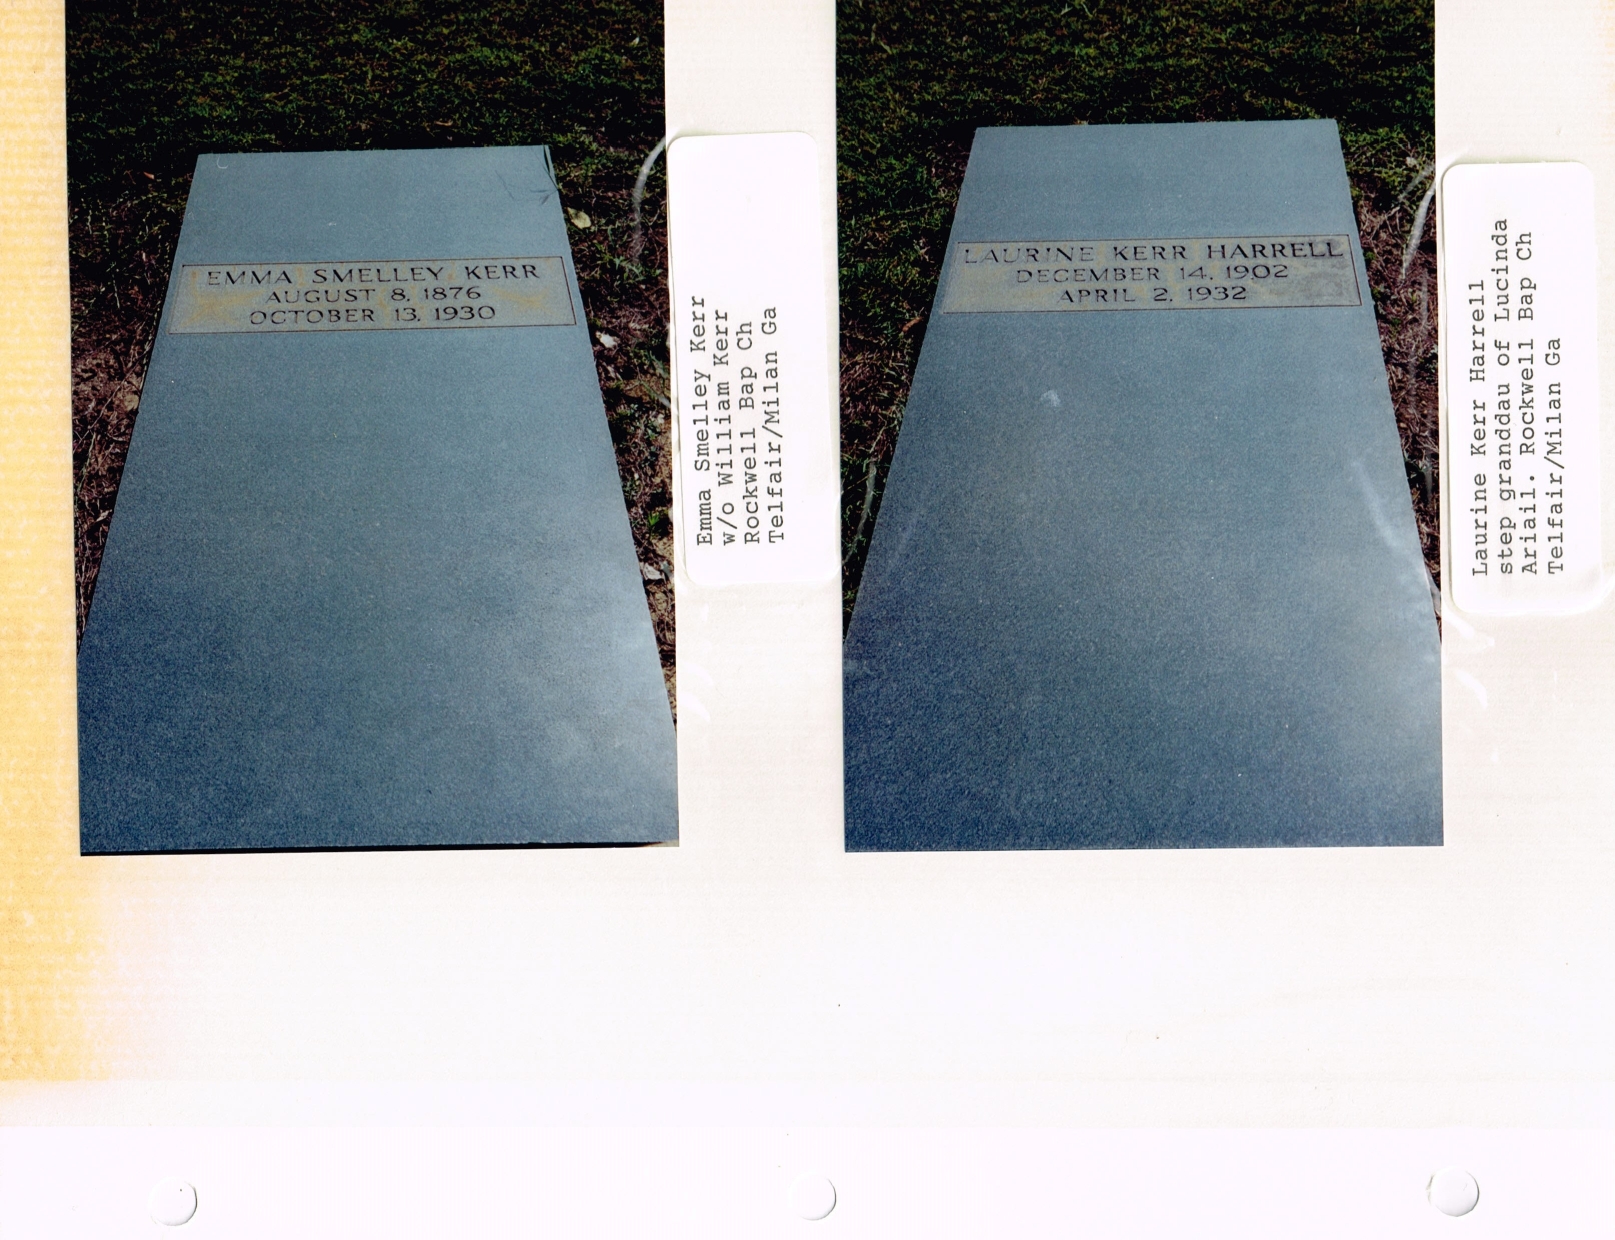 EMMA SMELLEY KERR
AUGUST 8, 1876
OCTOBER 13, 1930
Emma Smelley Kerr
w/o William Kerr
Rockwell Bap Ch
Telfair/Milan Ga
LAURINE KERR HARRELL
DECEMBER 14, 1902
APRIL 2, 1932
Laurine Kerr Harrell
step granddau of Lucinda
Ariail. Rockwell Bap Ch
Telfair/Milan Ga